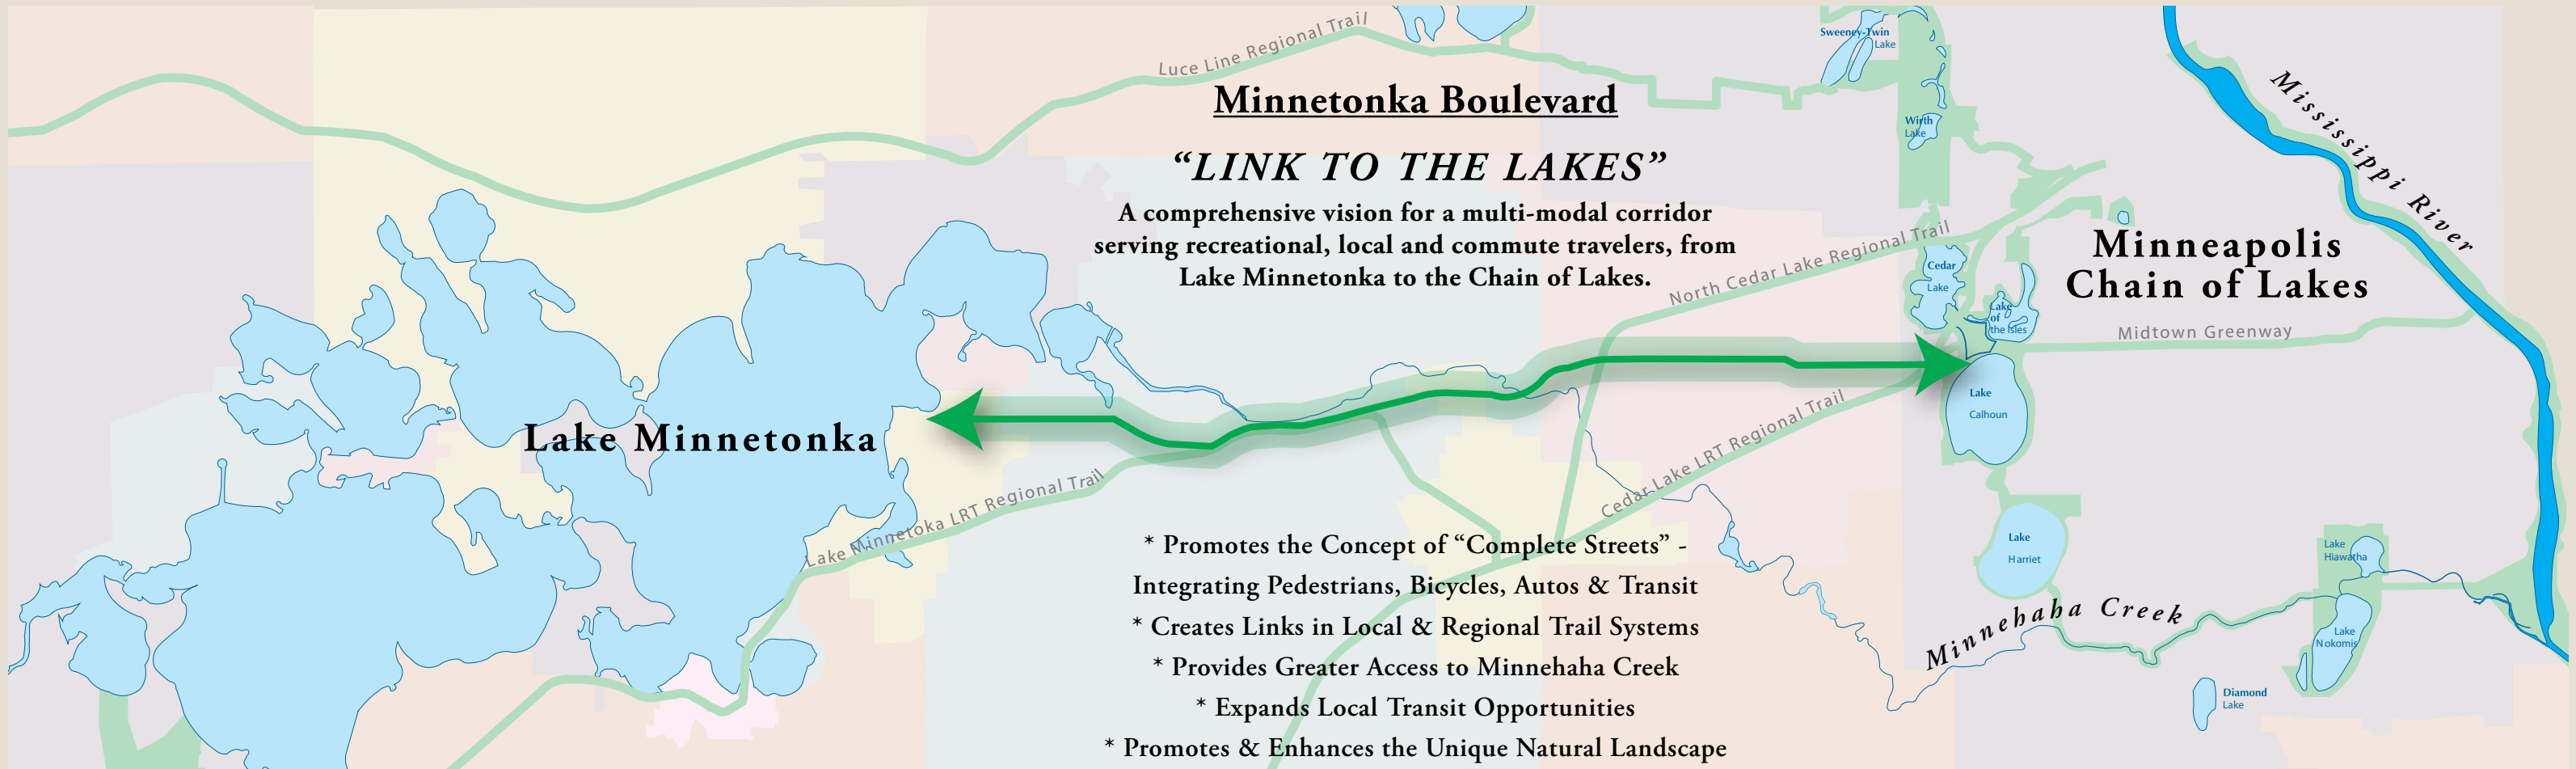 Luce Line Regional Trail
Sweeney-Twin
Lake
Minnetonka Boulevard
“LINK TO THE LAKES”
A comprehensive vision for a multi-modal corridor
serving recreational, local and commute travelers, from
Lake Minnetonka to the Chain of Lakes.
Wirth
Lake
Mississippi River
North Cedar Lake Regional Trail
Cedar
Lake
Lake
of
the Isles
Minneapolis
Chain of Lakes
Midtown Greenway
Lake Minnetonka
Lake
Calhoun
Lake Minnetoka LRT Regional Trail
Cedar Lake LRT Regional Trail
Lake
Harriet
Lake
Hiawatha
* Promotes the Concept of “Complete Streets” -
Integrating Pedestrians, Bicycles, Autos & Transit
* Creates Links in Local & Regional Trail Systems
* Provides Greater Access to Minnehaha Creek
* Expands Local Transit Opportunities
* Promotes & Enhances the Unique Natural Landscape
Minnehaha Creek
Lake
Nokomis
Diamond
Lake